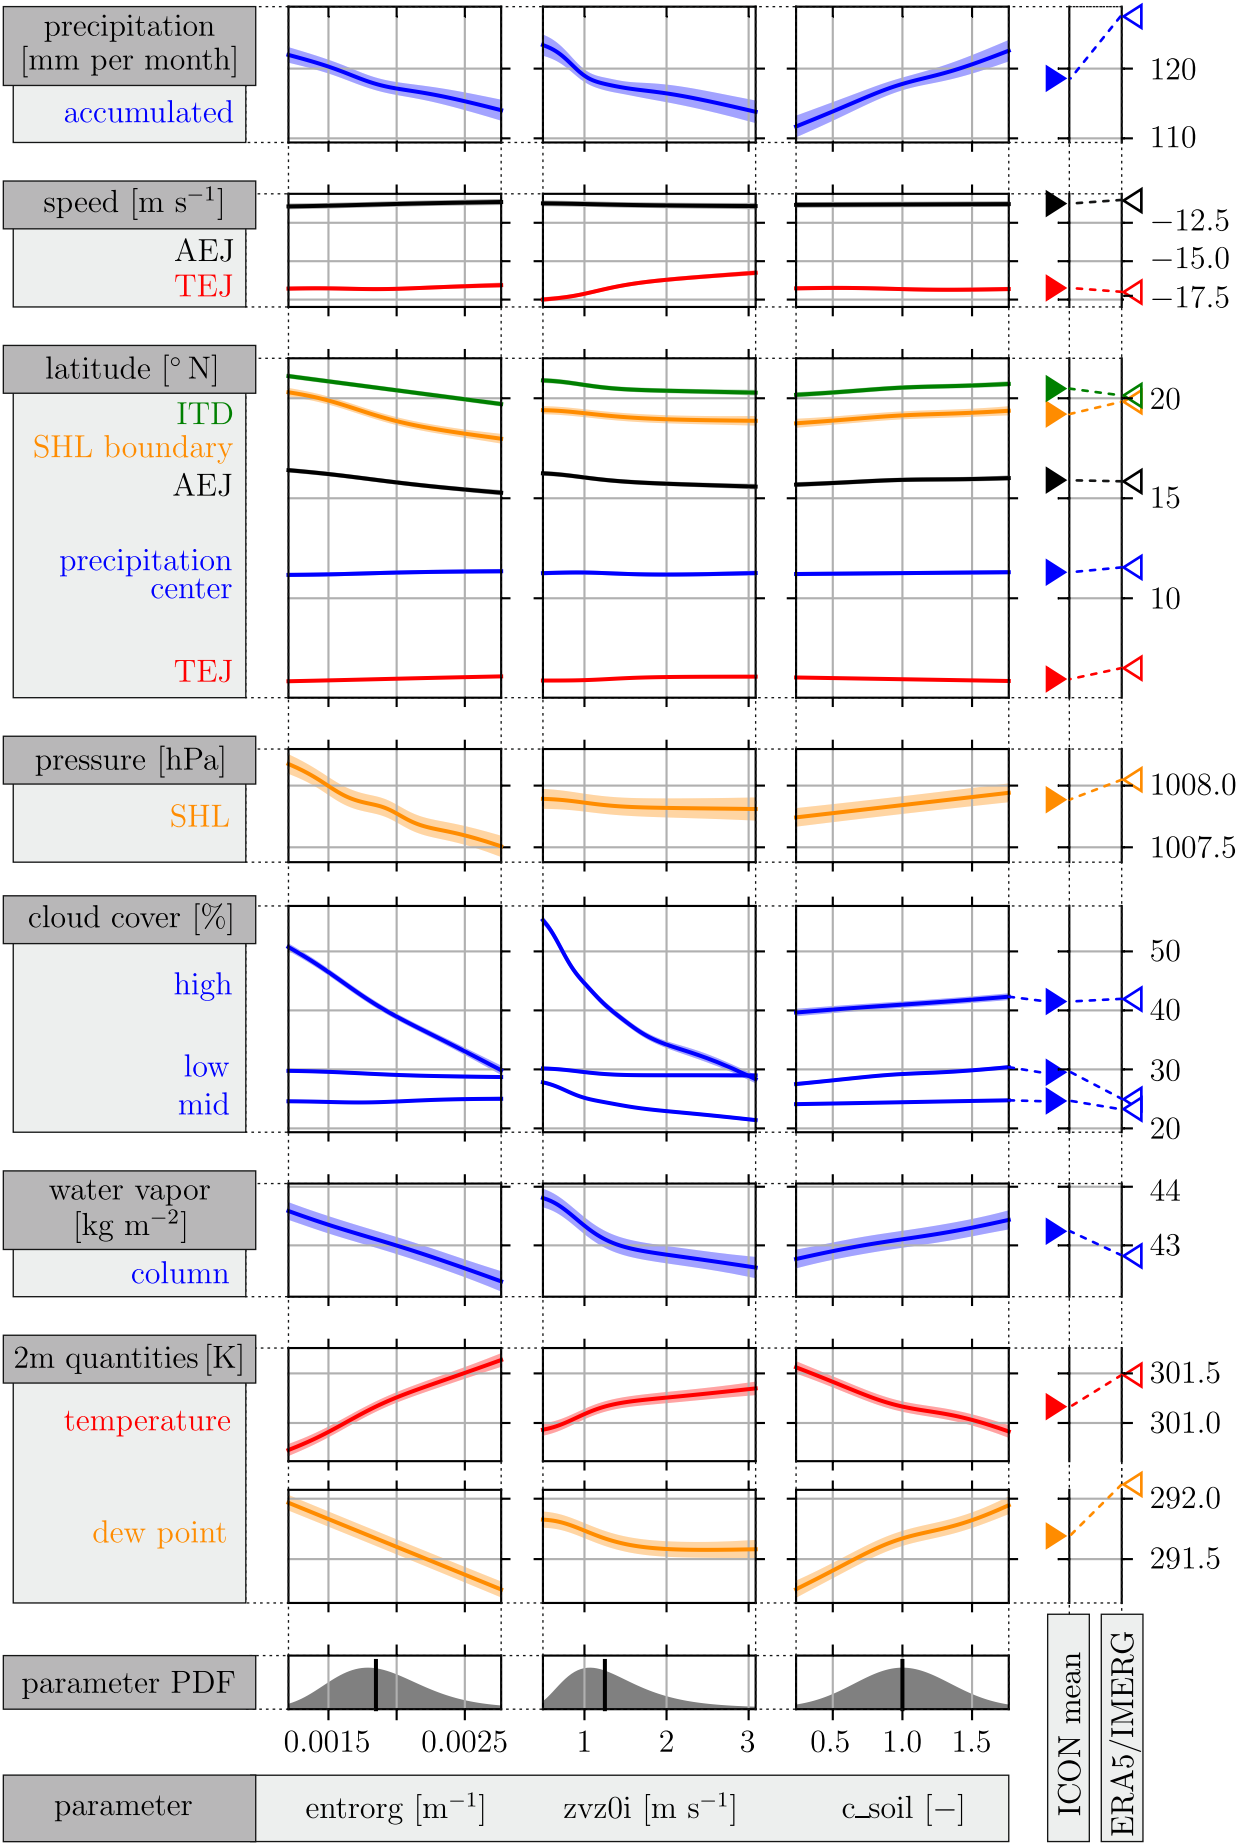 precipitation
[mm per month]
accumulated
120
110
speed [m s⁻¹]
AEJ
TEJ
−12.5
−15.0
−17.5
latitude [° N]
ITD
SHL boundary
AEJ
precipitation
center
TEJ
20
15
10
pressure [hPa]
SHL
1008.0
1007.5
cloud cover [%]
high
low
mid
50
40
30
20
water vapor
[kg m⁻²]
column
44
43
2m quantities [K]
temperature
dew point
301.5
301.0
292.0
291.5
parameter PDF
0.0015 0.0025 1 2 3 0.5 1.0 1.5
ICON mean
ERA5/IMERG
parameter entrorg [m⁻¹] zvz0i [m s⁻¹] c_soil [−]